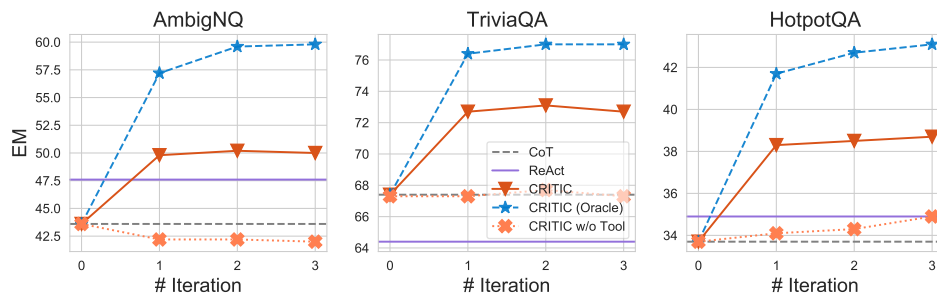 AmbigNQ
TriviaQA
HotpotQA
EM
60.0
57.5
55.0
52.5
50.0
47.5
45.0
42.5
0 1 2 3
# Iteration
76
74
72
70
68
66
64
0 1 2 3
# Iteration
CoT
ReAct
CRITIC
CRITIC (Oracle)
CRITIC w/o Tool
42
40
38
36
34
0 1 2 3
# Iteration